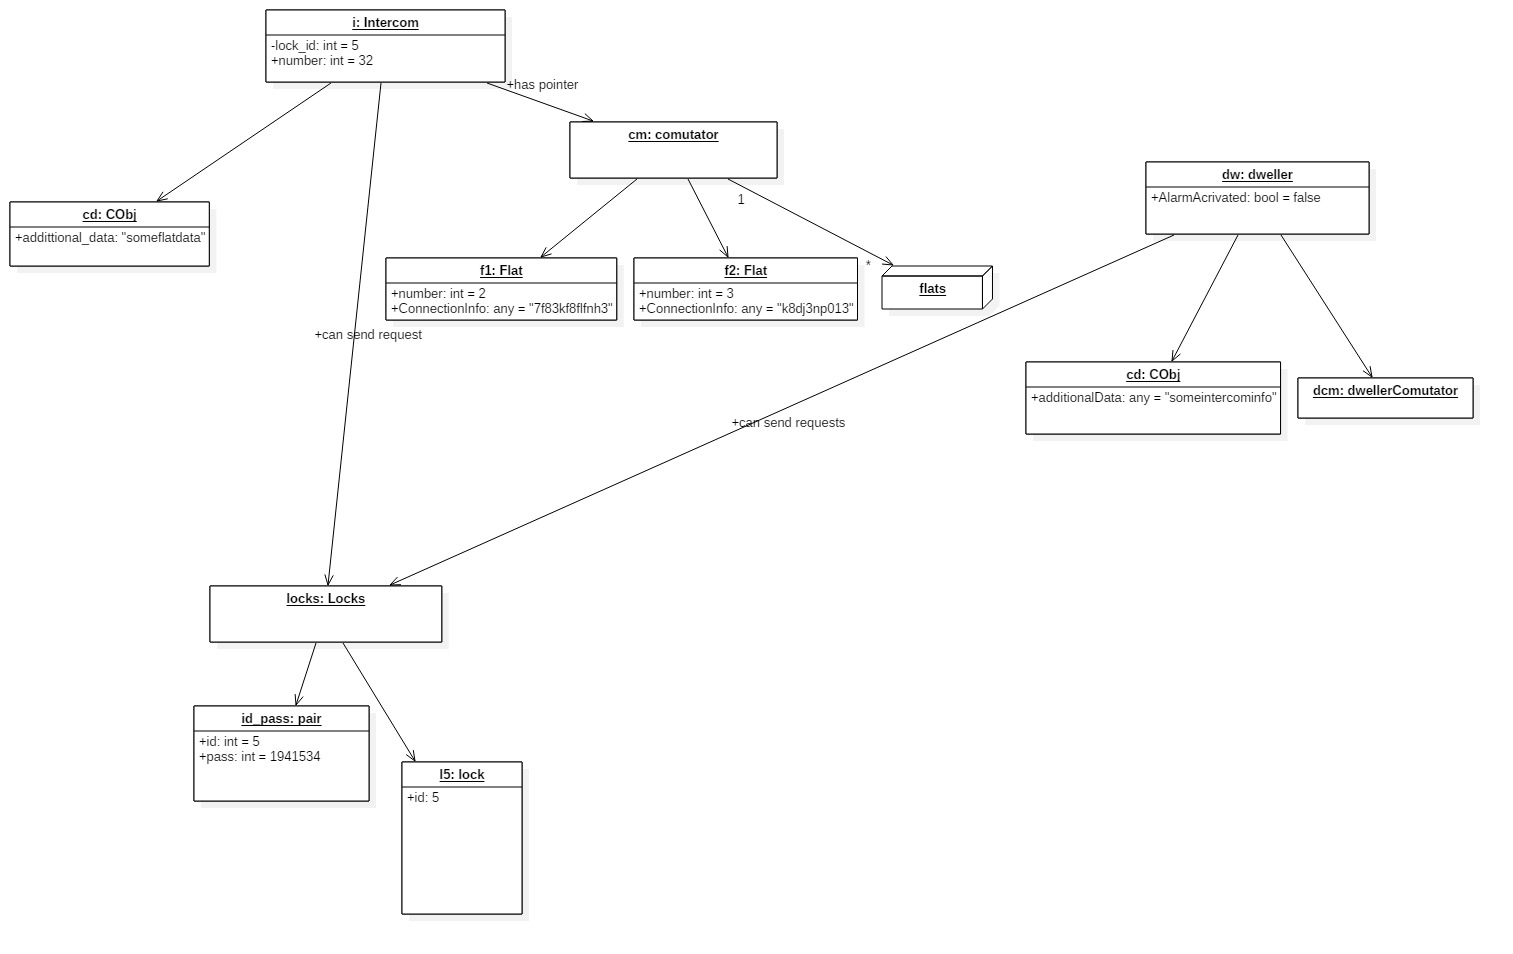 i: Intercom
-lock_id: int = 5
+number: int = 32
+has pointer
cm: comutator
dw: dweller
+AlarmAcrivated: bool = false
1
cd: CObj
+addittional_data: "someflatdata"
*
f1: Flat
+number: int = 2
+ConnectionInfo: any = "7f83kf8flfnh3"
f2: Flat
+number: int = 3
+ConnectionInfo: any = "k8dj3np013"
flats
+can send request
cd: CObj
+additionalData: any = "someintercominfo"
dcm: dwellerComutator
+can send requests
locks: Locks
id_pass: pair
+id: int = 5
+pass: int = 1941534
l5: lock
+id: 5